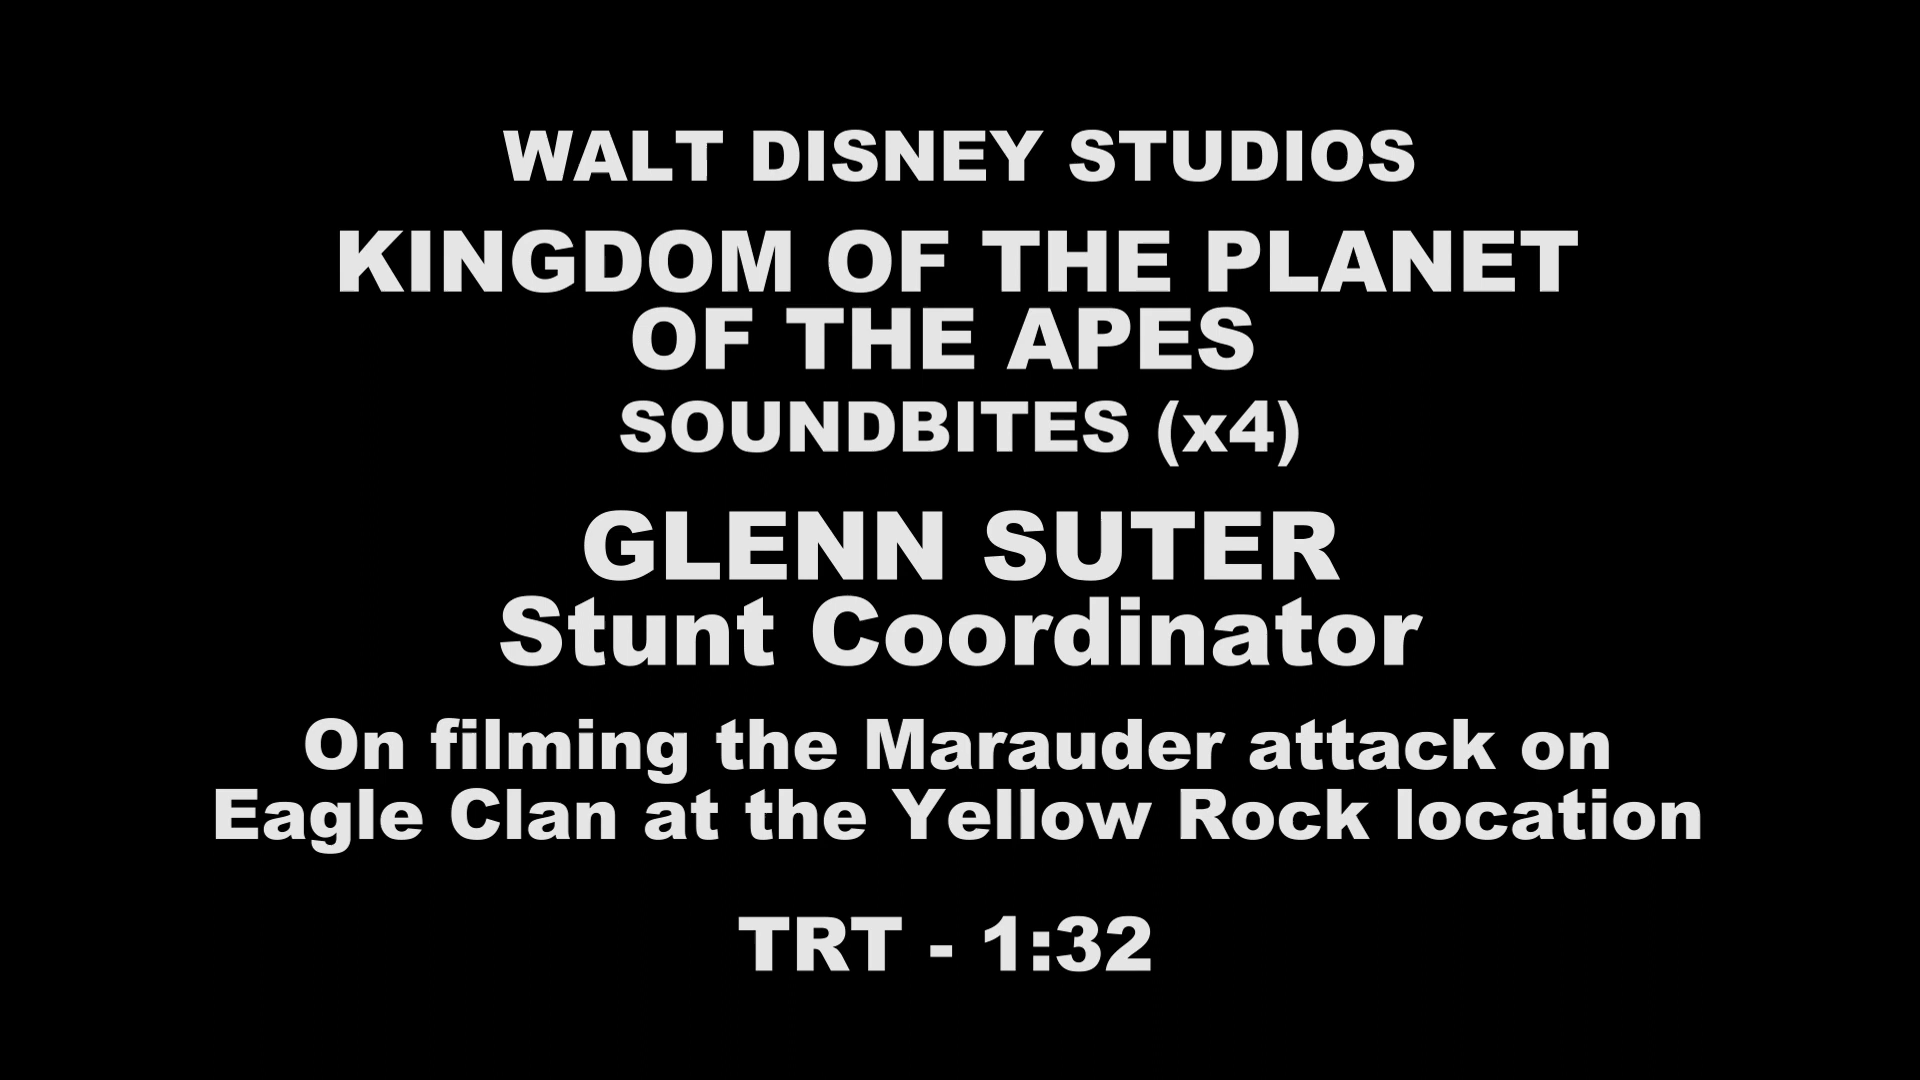 WALT DISNEY STUDIOS
KINGDOM OF THE PLANET
OF THE APES
SOUNDBITES (x4)
GLENN SUTER
Stunt Coordinator
On filming the Marauder attack on
Eagle Clan at the Yellow Rock location
TRT - 1:32